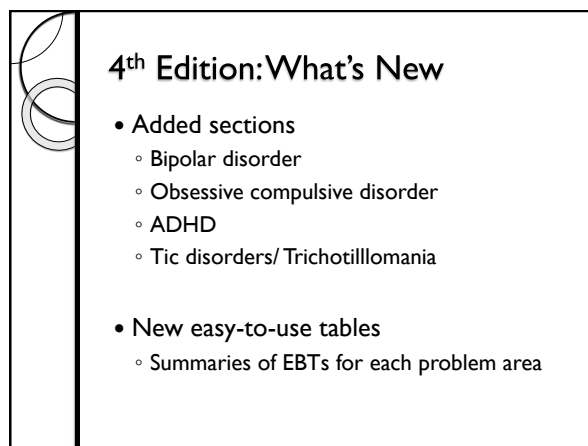 4th Edition: What's New
• Added sections
◦ Bipolar disorder
◦ Obsessive compulsive disorder
◦ ADHD
◦ Tic disorders/ Trichotilllomania
• New easy-to-use tables
◦ Summaries of EBTs for each problem area